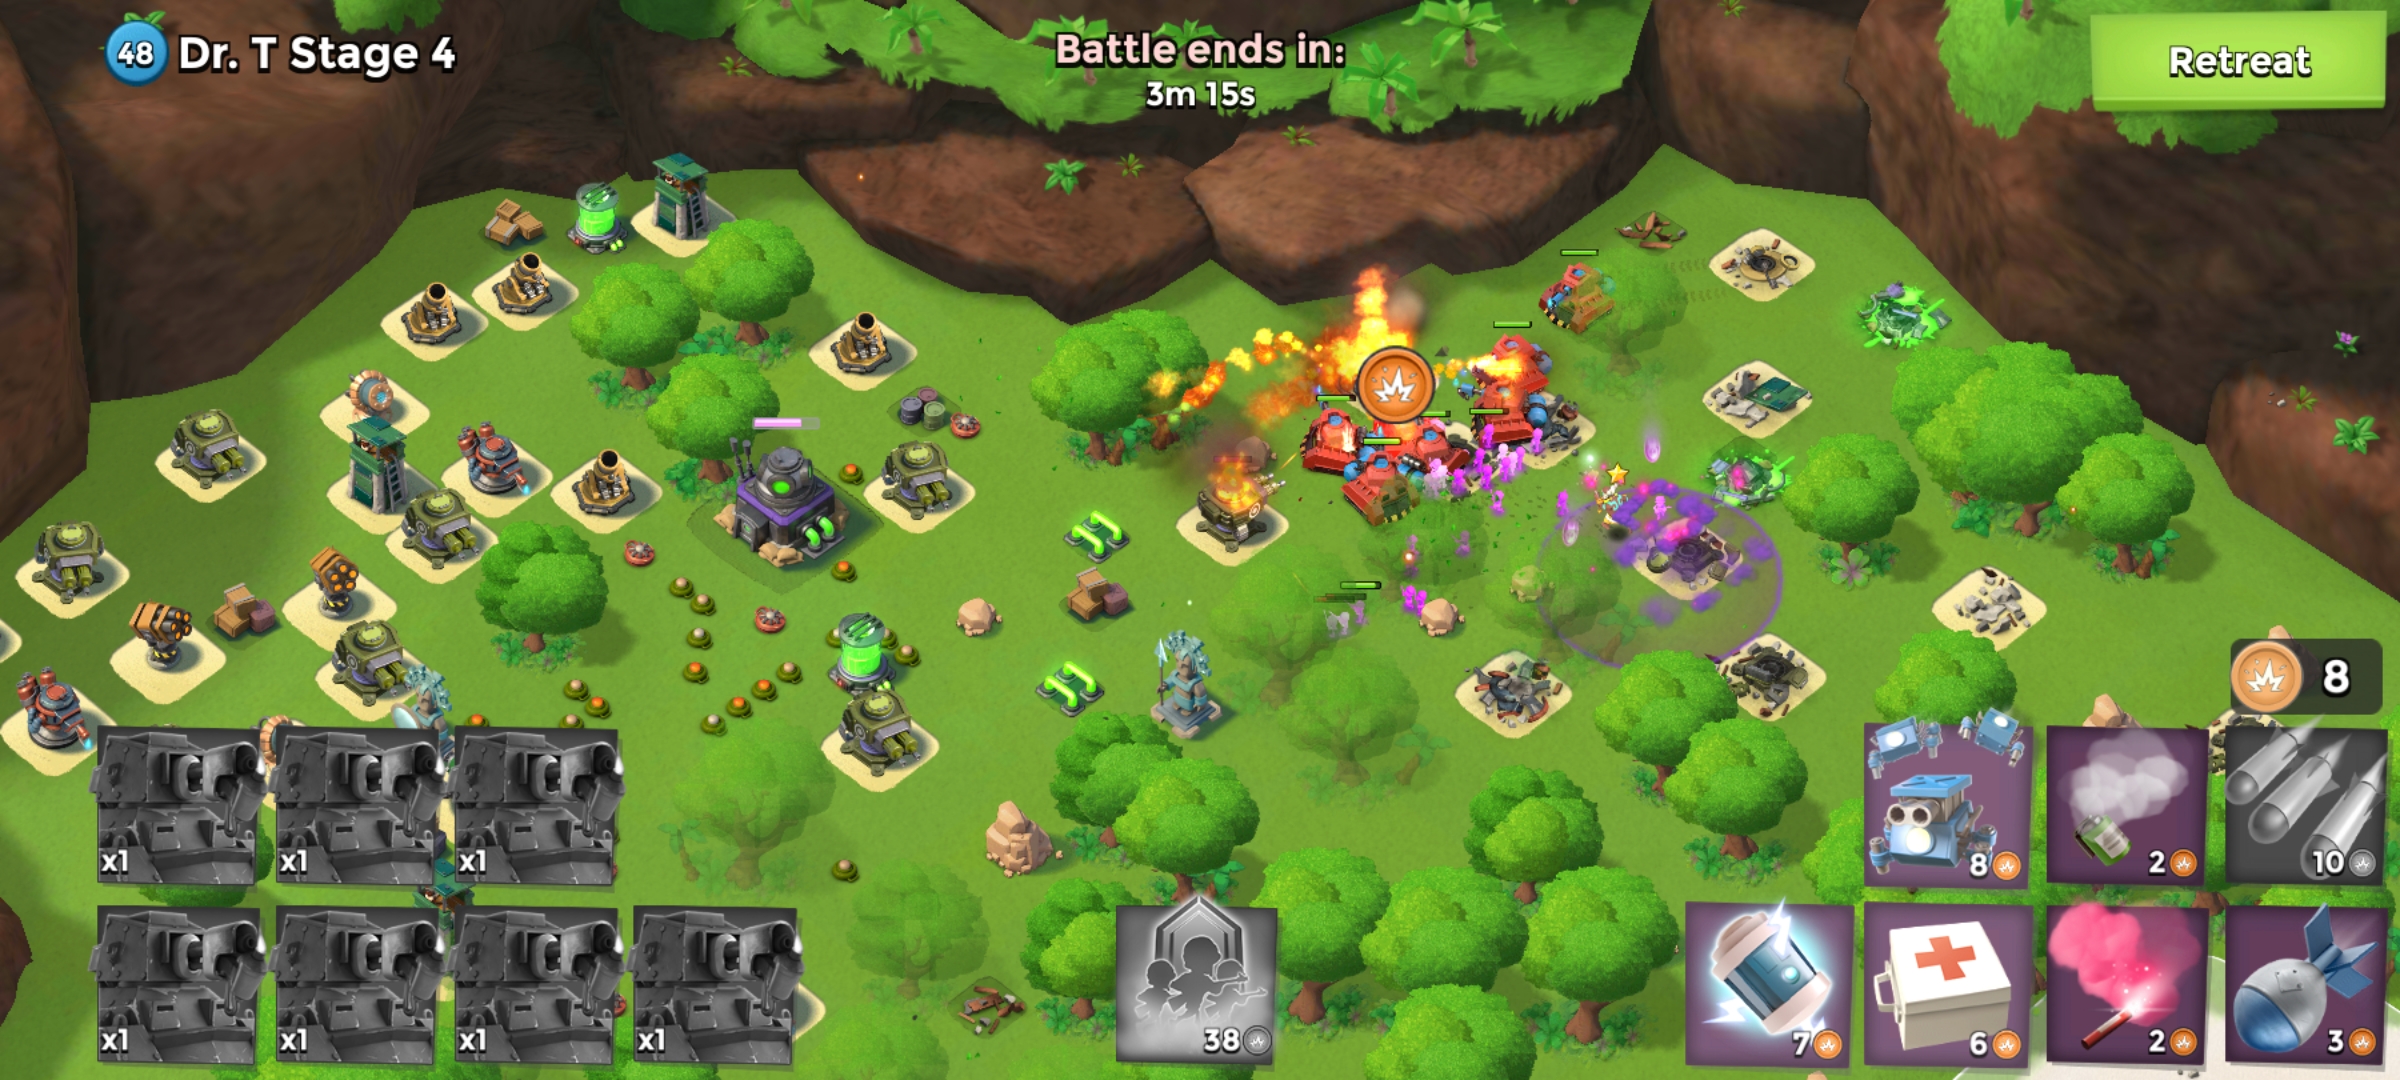 48 Dr. T Stage 4
Battle ends in:
3m 15s
Retreat
8
x1
x1
x1
8
2
10
x1
x1
x1
x1
38
7
6
2
3